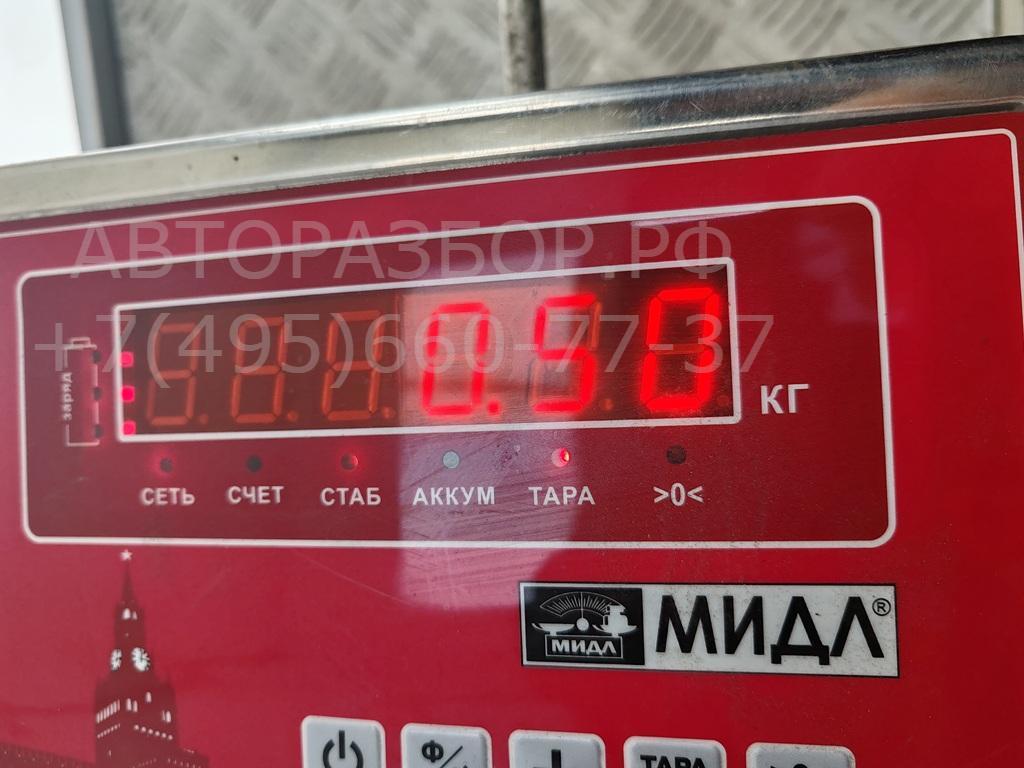 АВТОРАЗБОР.РФ
+7(495)660-77-37
заряд
0.50
КГ
СЕТЬ СЧЕТ СТАБ АККУМ ТАРА >0<
МИДЛ МИДЛ®
Ф/
ТАРА